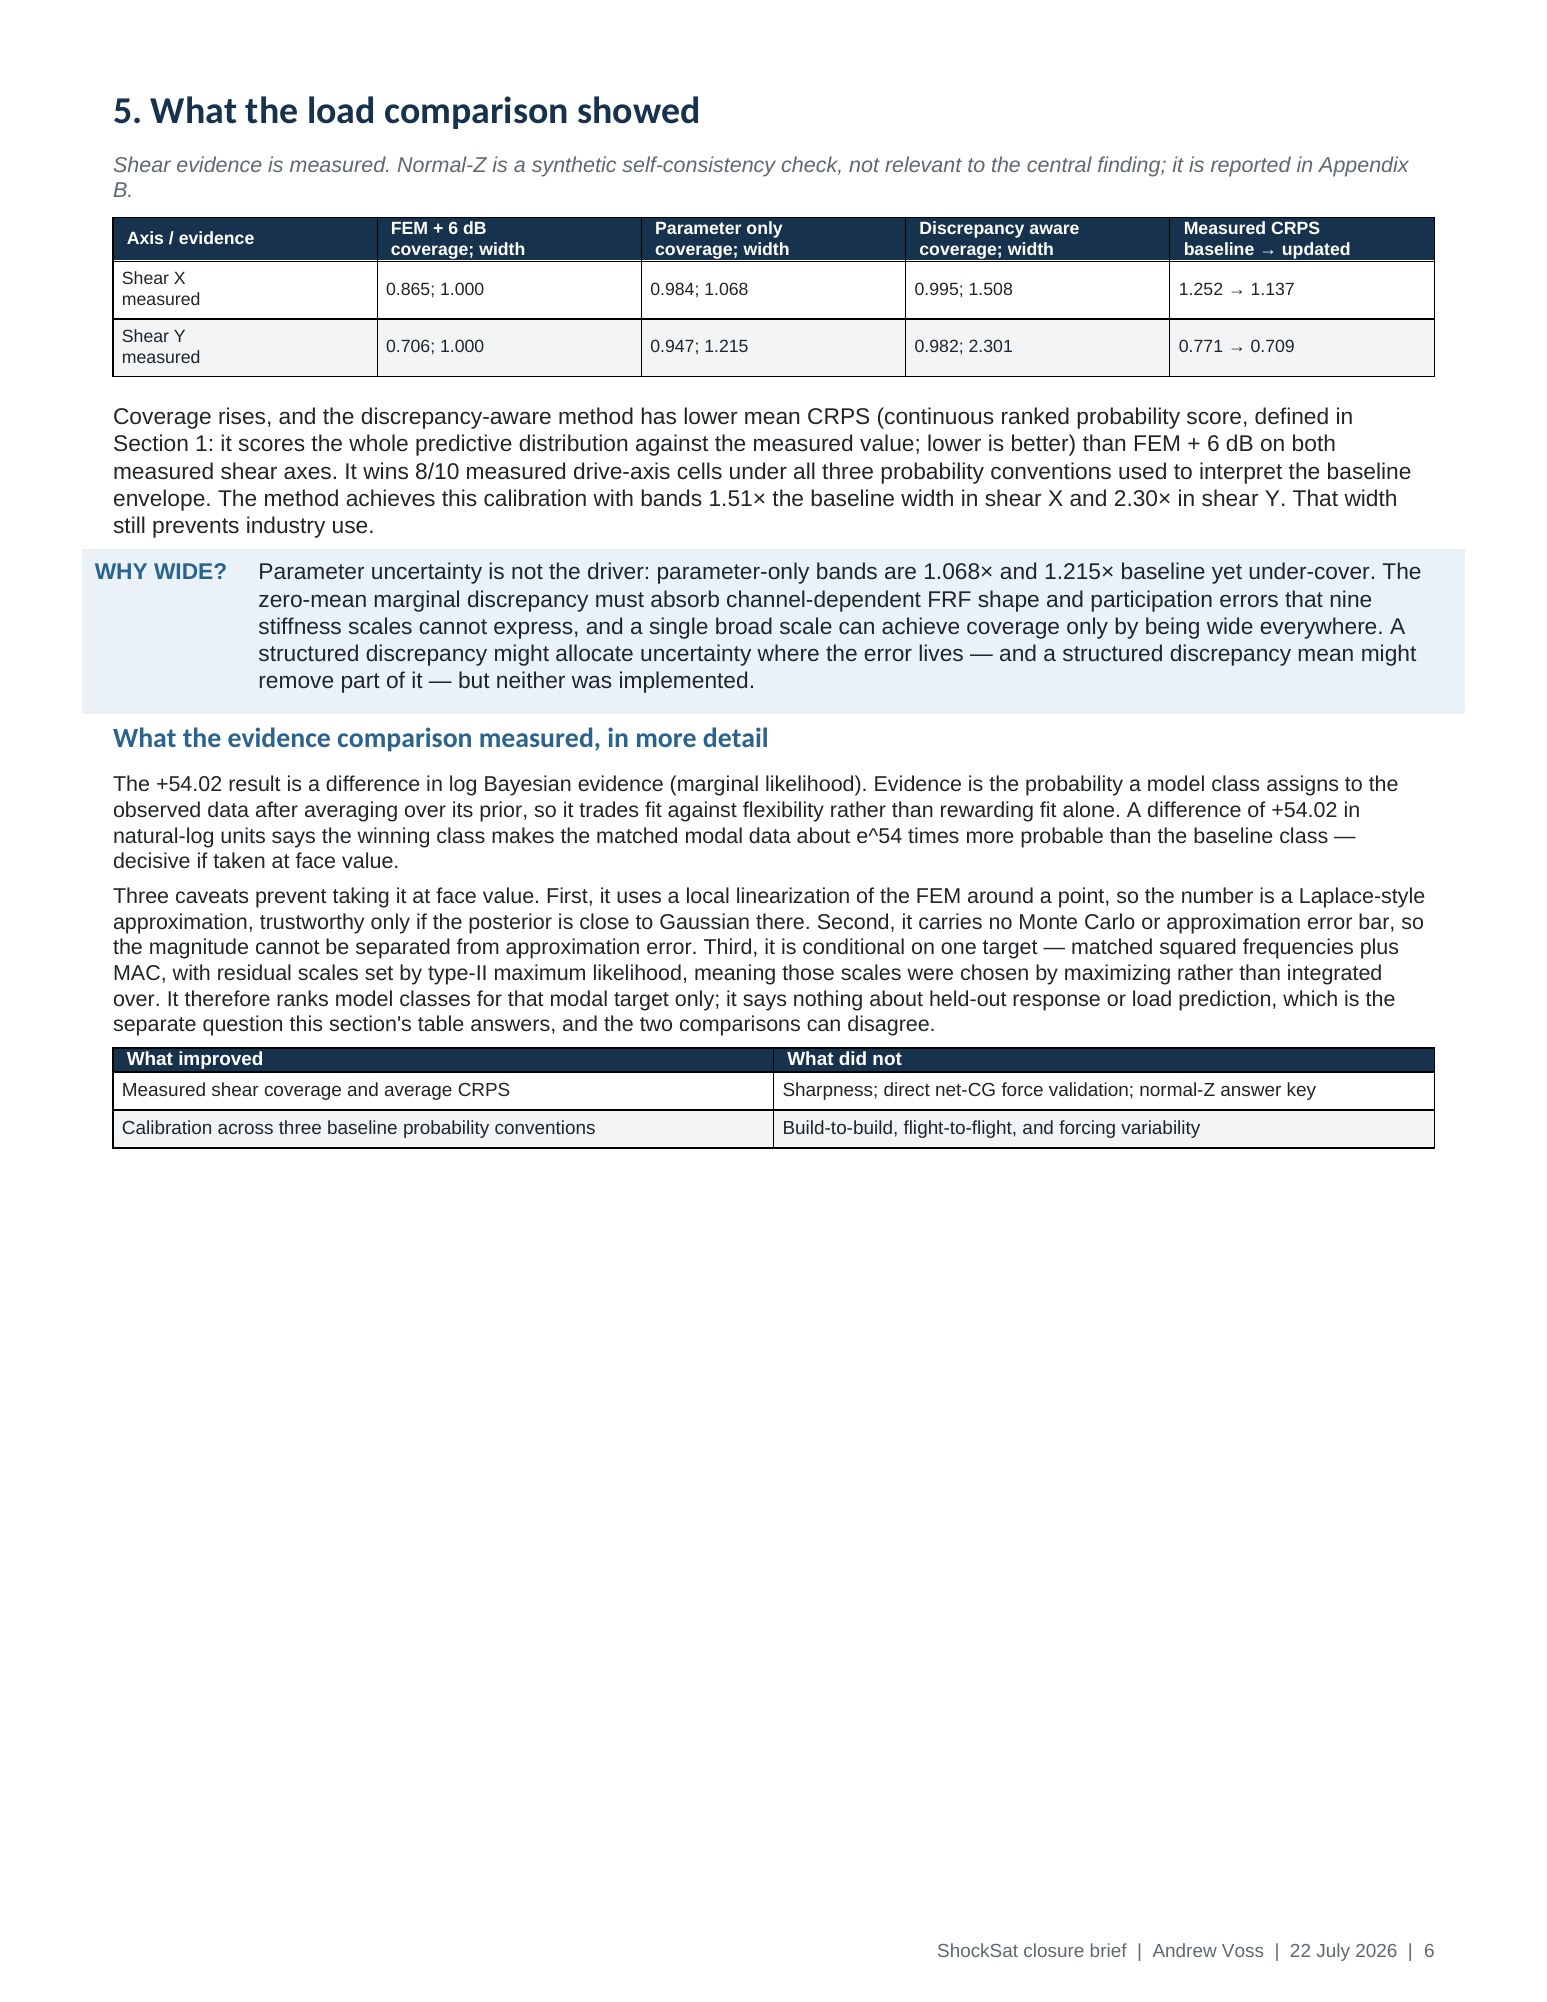 5. What the load comparison showed
Shear evidence is measured. Normal-Z is a synthetic self-consistency check, not relevant to the central finding; it is reported in Appendix
B.
Axis / evidence
FEM + 6 dB
coverage; width
Parameter only
coverage; width
Discrepancy aware
coverage; width
Measured CRPS
baseline → updated
Shear X
measured
0.865; 1.000
0.984; 1.068
0.995; 1.508
1.252 → 1.137
Shear Y
measured
0.706; 1.000
0.947; 1.215
0.982; 2.301
0.771 → 0.709
Coverage rises, and the discrepancy-aware method has lower mean CRPS (continuous ranked probability score, defined in
Section 1: it scores the whole predictive distribution against the measured value; lower is better) than FEM + 6 dB on both
measured shear axes. It wins 8/10 measured drive-axis cells under all three probability conventions used to interpret the baseline
envelope. The method achieves this calibration with bands 1.51× the baseline width in shear X and 2.30× in shear Y. That width
still prevents industry use.
WHY WIDE?
Parameter uncertainty is not the driver: parameter-only bands are 1.068× and 1.215× baseline yet under-cover. The
zero-mean marginal discrepancy must absorb channel-dependent FRF shape and participation errors that nine
stiffness scales cannot express, and a single broad scale can achieve coverage only by being wide everywhere. A
structured discrepancy might allocate uncertainty where the error lives — and a structured discrepancy mean might
remove part of it — but neither was implemented.
What the evidence comparison measured, in more detail
The +54.02 result is a difference in log Bayesian evidence (marginal likelihood). Evidence is the probability a model class assigns to the
observed data after averaging over its prior, so it trades fit against flexibility rather than rewarding fit alone. A difference of +54.02 in
natural-log units says the winning class makes the matched modal data about e^54 times more probable than the baseline class —
decisive if taken at face value.
Three caveats prevent taking it at face value. First, it uses a local linearization of the FEM around a point, so the number is a Laplace-style
approximation, trustworthy only if the posterior is close to Gaussian there. Second, it carries no Monte Carlo or approximation error bar, so
the magnitude cannot be separated from approximation error. Third, it is conditional on one target — matched squared frequencies plus
MAC, with residual scales set by type-II maximum likelihood, meaning those scales were chosen by maximizing rather than integrated
over. It therefore ranks model classes for that modal target only; it says nothing about held-out response or load prediction, which is the
separate question this section's table answers, and the two comparisons can disagree.
What improved
What did not
Measured shear coverage and average CRPS
Sharpness; direct net-CG force validation; normal-Z answer key
Calibration across three baseline probability conventions
Build-to-build, flight-to-flight, and forcing variability
ShockSat closure brief | Andrew Voss | 22 July 2026 | 6